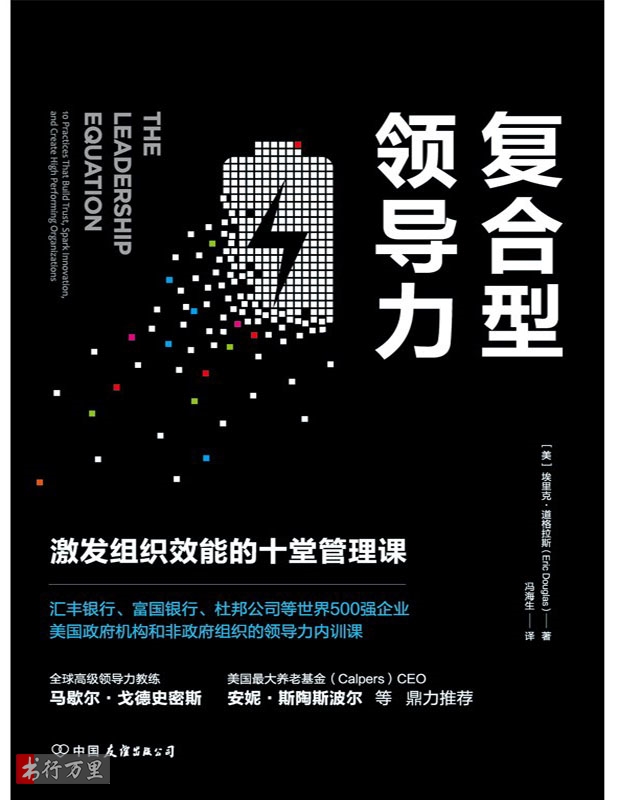 复合型
领导力
THE
LEADERSHIP
EQUATION
10 Practices That Build Trust, Spark Innovation,
and Create High Performing Organizations
[美] 埃里克·道格拉斯(Eric Douglas)——著
冯海生——译
激发组织效能的十堂管理课
汇丰银行、富国银行、杜邦公司等世界500强企业
美国政府机构和非政府组织的领导力内训课
全球高级领导力教练
马歇尔·戈德史密斯
美国最大养老基金(Calpers)CEO
安妮·斯陶斯波尔 等 鼎力推荐
中国友谊出版公司
书行万里